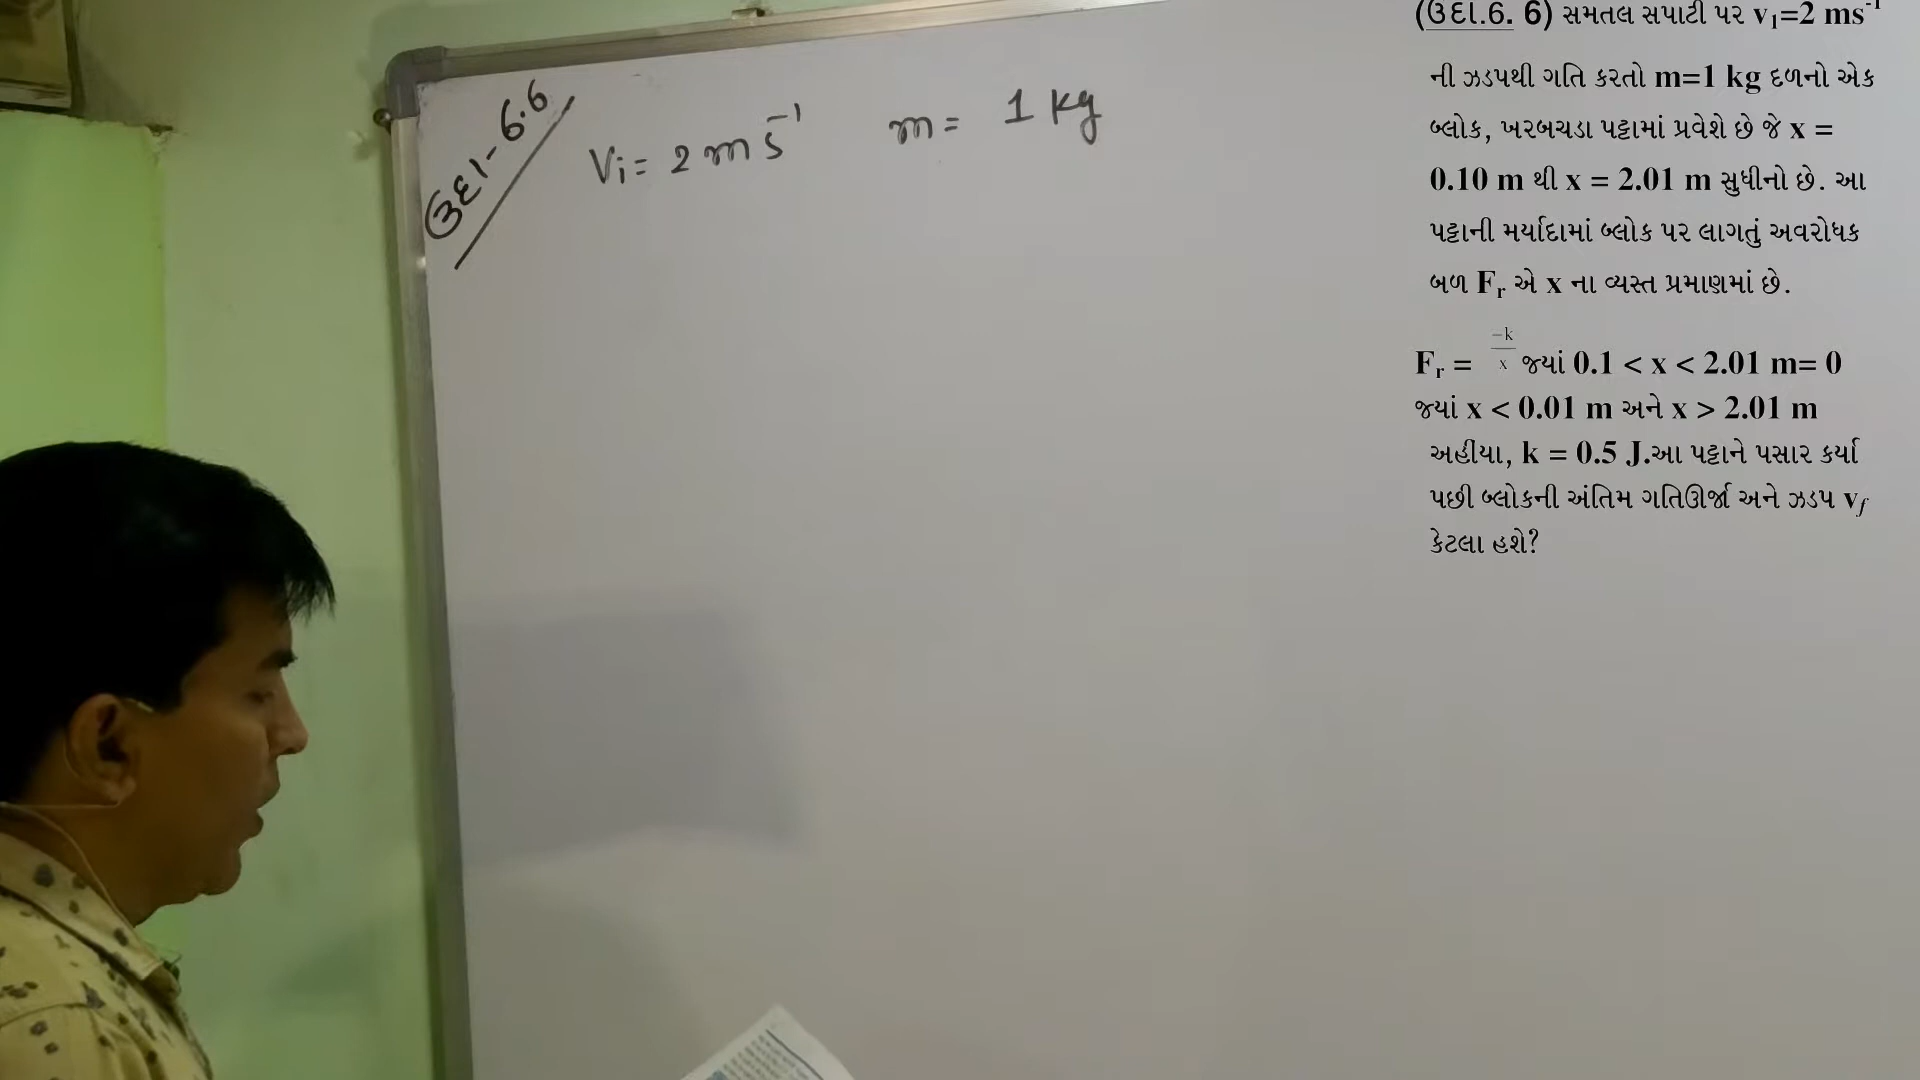 ઉદા-6.6
Vi = 2 m s⁻¹ m = 1 kg
(ઉદા.6. 6) સમતલ સપાટી પર v₁=2 ms⁻¹
ની ઝડપથી ગતિ કરતો m=1 kg દળનો એક
બ્લોક, ખરબચડા પટ્ટામાં પ્રવેશે છે જે x =
0.10 m થી x = 2.01 m સુધીનો છે. આ
પટ્ટાની મર્યાદામાં બ્લોક પર લાગતું અવરોધક
બળ Fᵣ એ x ના વ્યસ્ત પ્રમાણમાં છે.
Fᵣ = −k/x જ્યાં 0.1 < x < 2.01 m= 0
જ્યાં x < 0.01 m અને x > 2.01 m
અહીંયા, k = 0.5 J.આ પટ્ટાને પસાર કર્યા
પછી બ્લોકની અંતિમ ગતિઊર્જા અને ઝડપ v_f
કેટલા હશે?